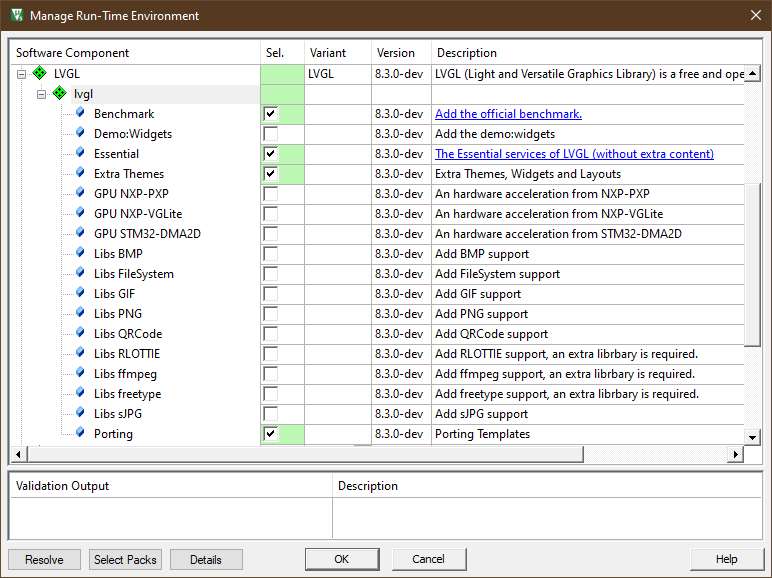 Manage Run-Time Environment
Software Component Sel. Variant Version Description
LVGL LVGL 8.3.0-dev LVGL (Light and Versatile Graphics Library) is a free and ope
lvgl
Benchmark 8.3.0-dev Add the official benchmark.
Demo:Widgets 8.3.0-dev Add the demo:widgets
Essential 8.3.0-dev The Essential services of LVGL (without extra content)
Extra Themes 8.3.0-dev Extra Themes, Widgets and Layouts
GPU NXP-PXP 8.3.0-dev An hardware acceleration from NXP-PXP
GPU NXP-VGLite 8.3.0-dev An hardware acceleration from NXP-VGLite
GPU STM32-DMA2D 8.3.0-dev An hardware acceleration from STM32-DMA2D
Libs BMP 8.3.0-dev Add BMP support
Libs FileSystem 8.3.0-dev Add FileSystem support
Libs GIF 8.3.0-dev Add GIF support
Libs PNG 8.3.0-dev Add PNG support
Libs QRCode 8.3.0-dev Add QRCode support
Libs RLOTTIE 8.3.0-dev Add RLOTTIE support, an extra librbary is required.
Libs ffmpeg 8.3.0-dev Add ffmpeg support, an extra librbary is required.
Libs freetype 8.3.0-dev Add freetype support, an extra librbary is required.
Libs sJPG 8.3.0-dev Add sJPG support
Porting 8.3.0-dev Porting Templates
Validation Output Description
Resolve Select Packs Details OK Cancel Help